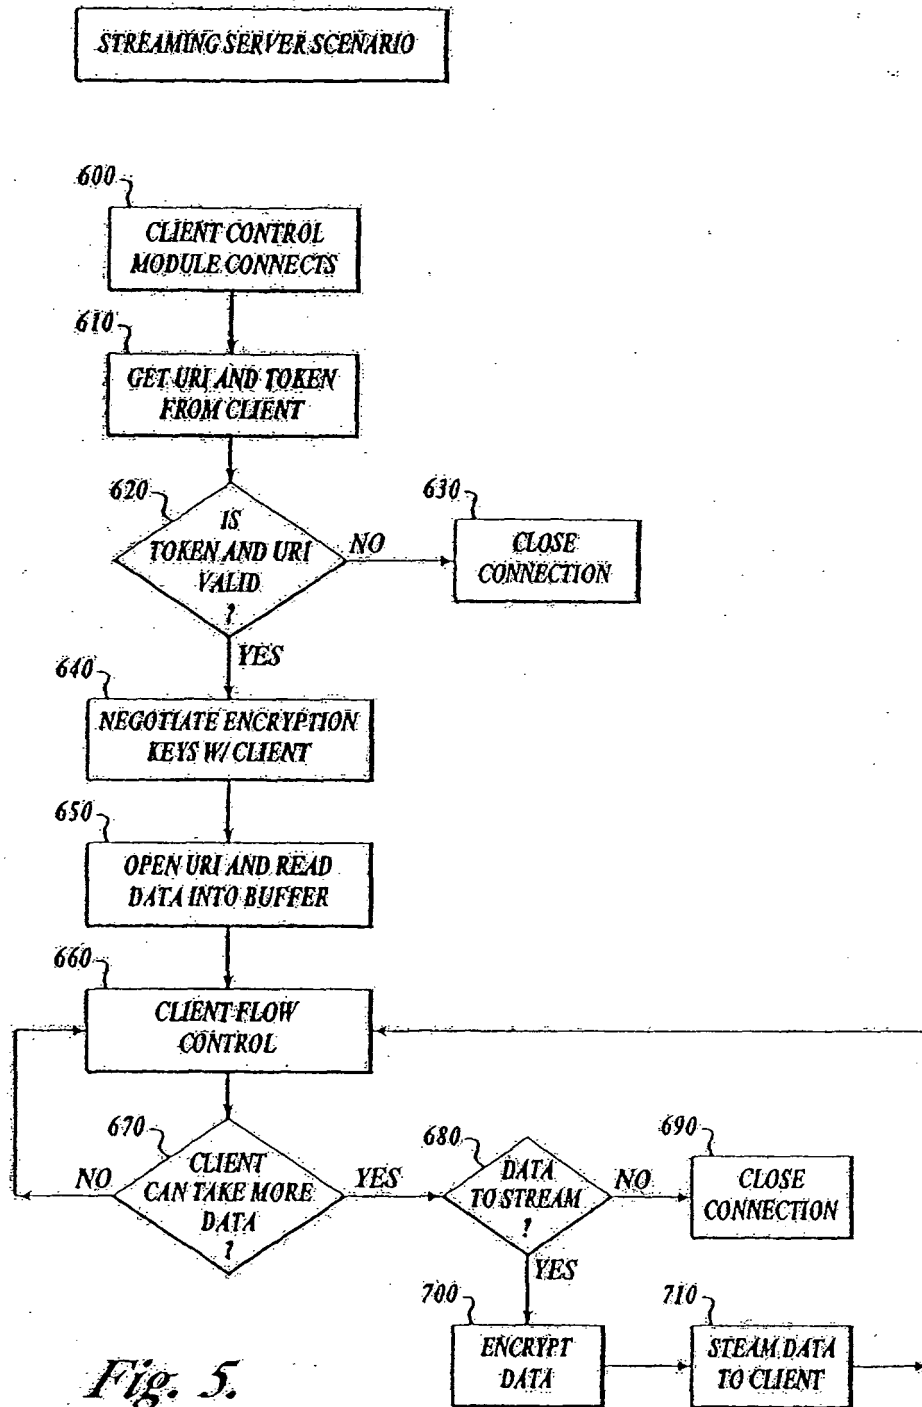 STREAMING SERVER SCENARIO
600
CLIENT CONTROL
MODULE CONNECTS
610
GET URI AND TOKEN
FROM CLIENT
620
IS
TOKEN AND URI
VALID
?
NO
630
CLOSE
CONNECTION
YES
640
NEGOTIATE ENCRYPTION
KEYS W/ CLIENT
650
OPEN URI AND READ
DATA INTO BUFFER
660
CLIENT FLOW
CONTROL
670
CLIENT
CAN TAKE MORE
DATA
?
NO
YES
680
DATA
TO STREAM
?
NO
690
CLOSE
CONNECTION
YES
700
ENCRYPT
DATA
710
STEAM DATA
TO CLIENT
Fig. 5.